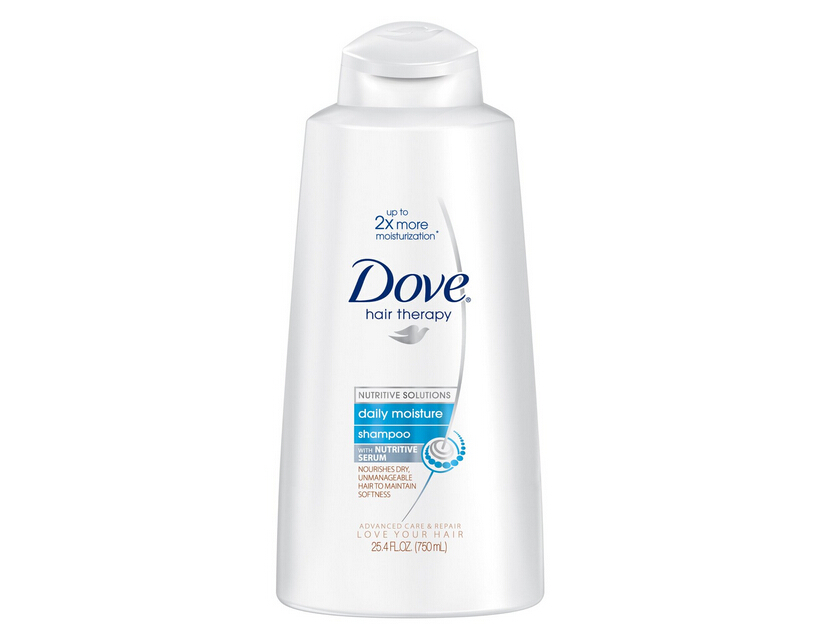 up to
2x more
moisturization*
Dove®
hair therapy
NUTRITIVE SOLUTIONS
daily moisture
shampoo
WITH NUTRITIVE
SERUM
NOURISHES DRY,
UNMANAGEABLE
HAIR TO MAINTAIN
SOFTNESS
ADVANCED CARE & REPAIR
LOVE YOUR HAIR
25.4 FL.OZ. (750 mL)